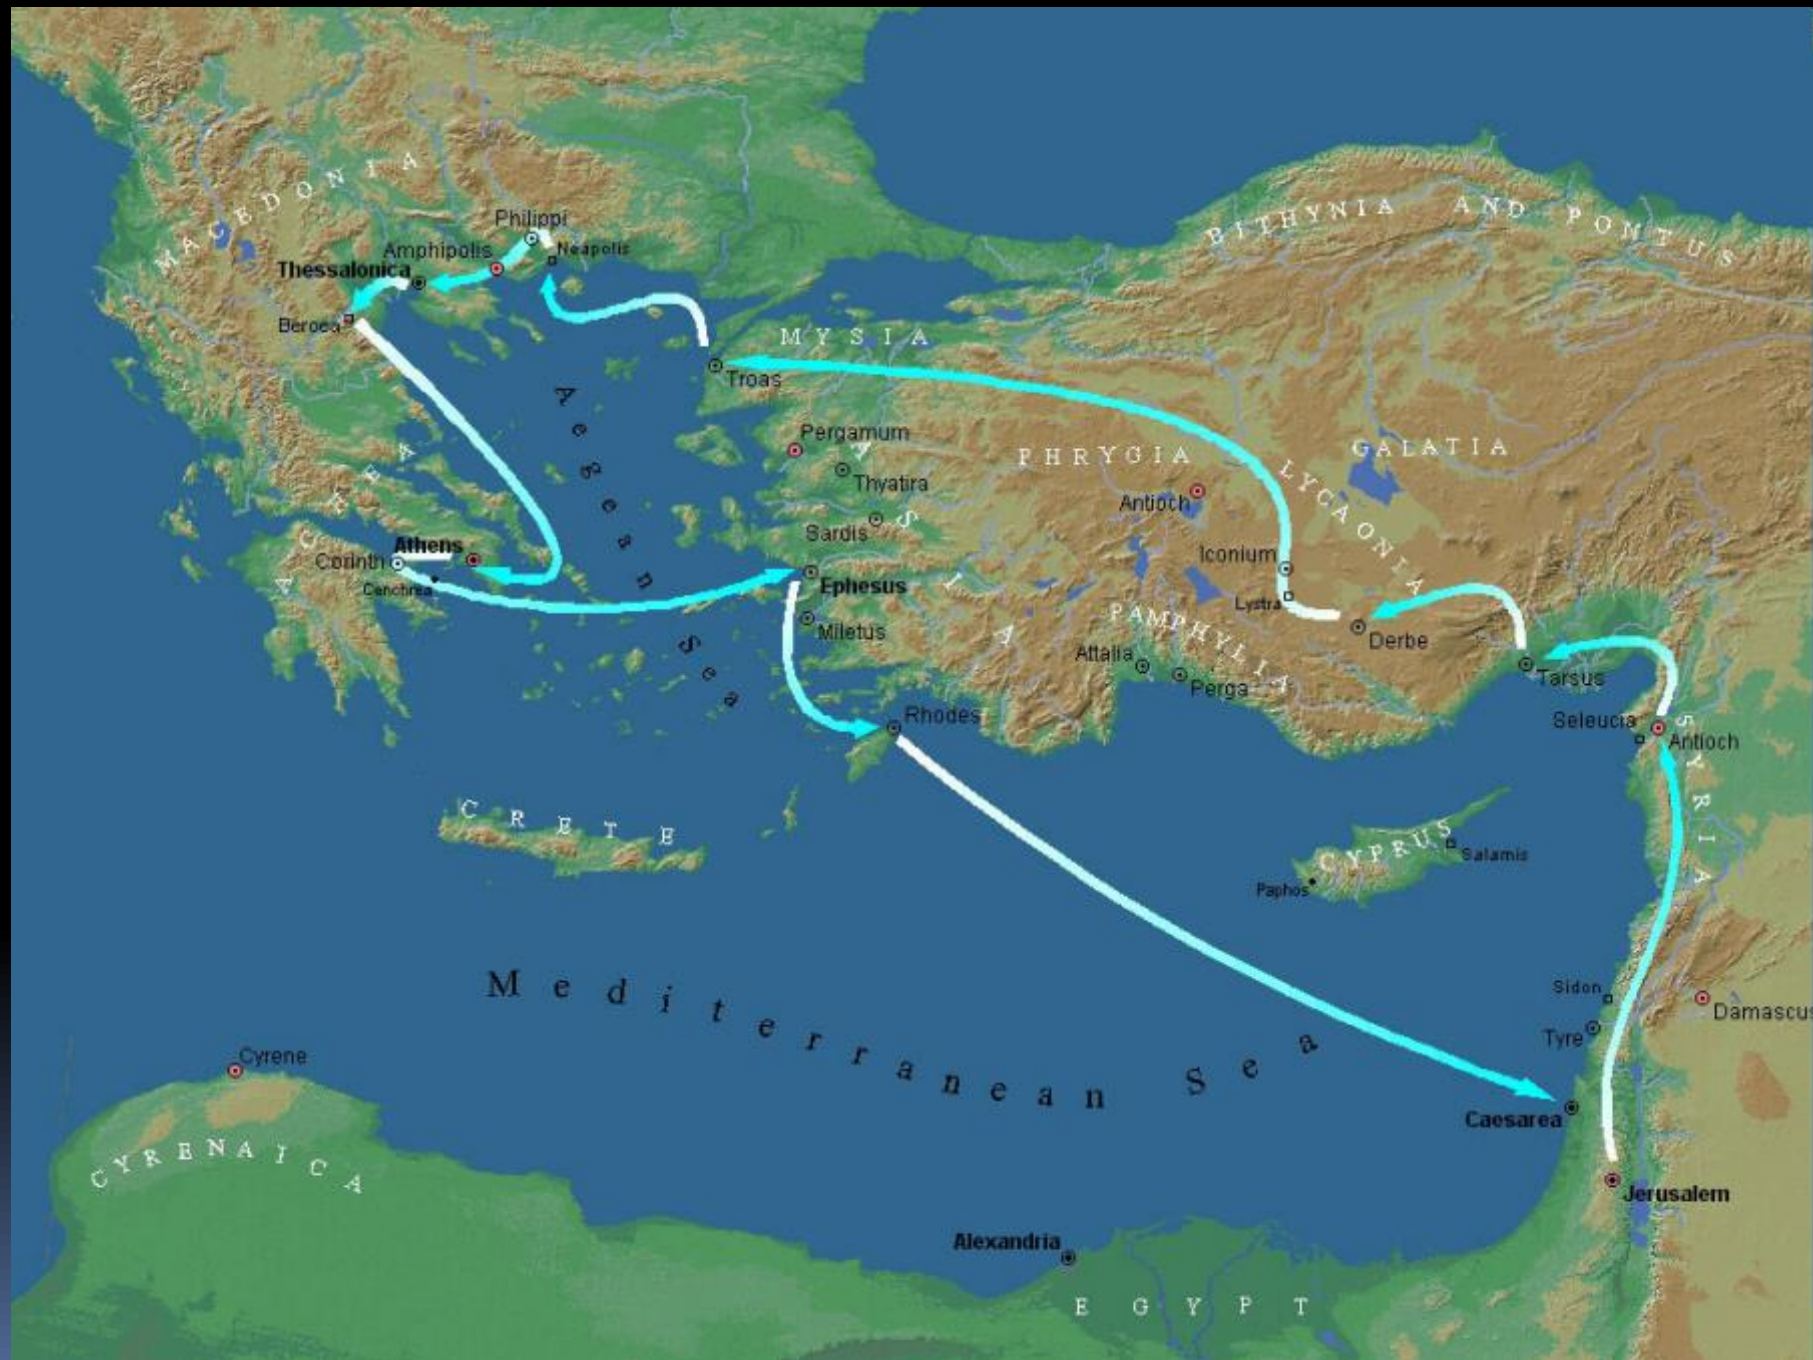 MACEDONIA
Philippi
Neapolis
Amphipolis
Thessalonica
Beroea
BITHYNIA AND PONTUS
MYSIA
Troas
Aegean Sea
Pergamum
Thyatira
Sardis
ASIA
PHRYGIA
Antioch
GALATIA
LYCAONIA
ACHEA
Athens
Corinth
Cenchrea
Ephesus
Miletus
Iconium
Lystra
Derbe
PAMPHYLIA
Attalia
Perga
Tarsus
Rhodes
Seleucia
Antioch
SYRIA
CRETE
CYPRUS
Salamis
Paphos
Mediterranean Sea
Sidon
Tyre
Damascus
Cyrene
CYRENAICA
Caesarea
Jerusalem
Alexandria
EGYPT